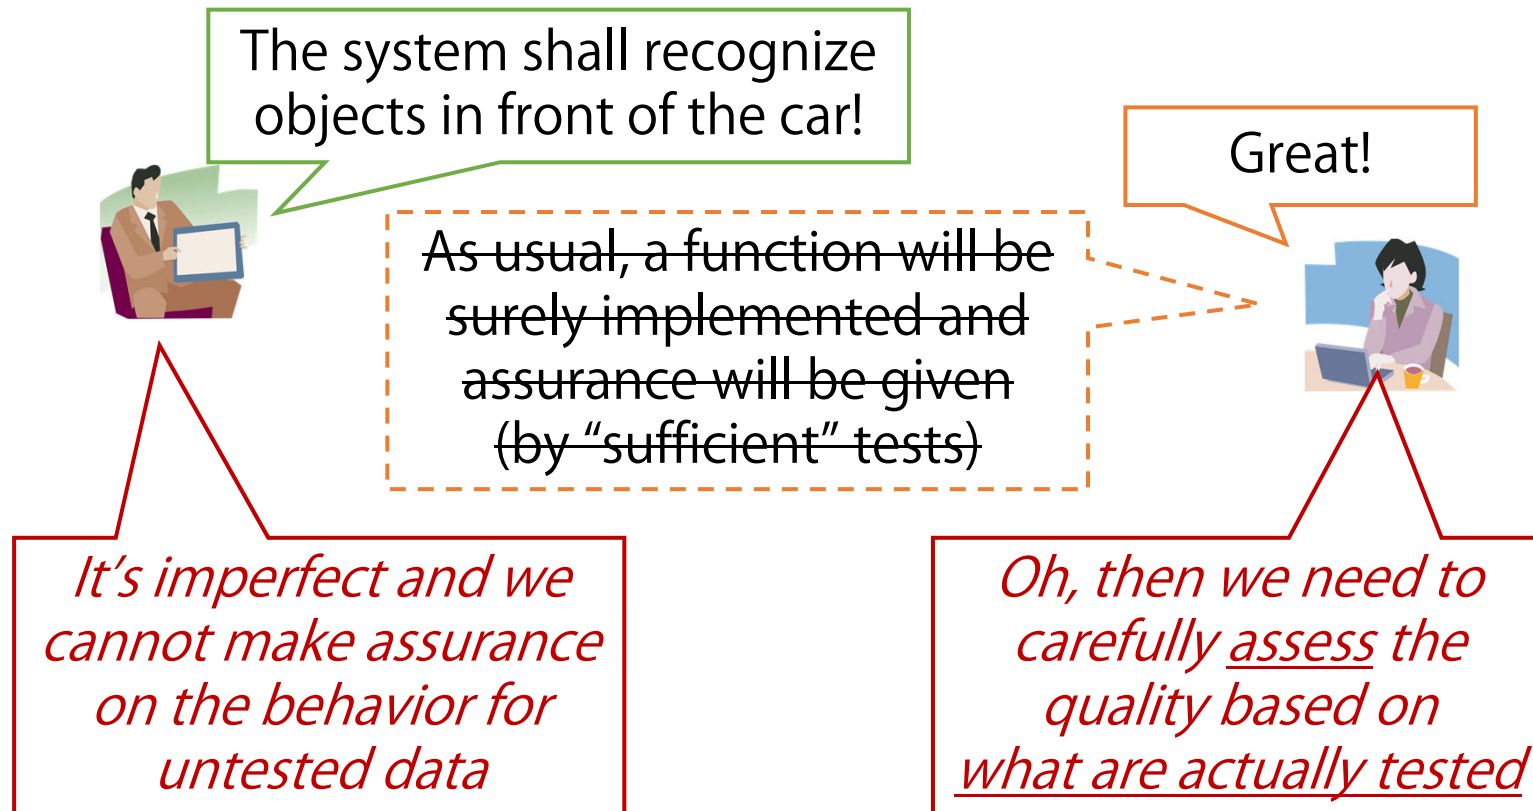 The system shall recognize
objects in front of the car!
Great!
As usual, a function will be
surely implemented and
assurance will be given
(by “sufficient” tests)
It’s imperfect and we
cannot make assurance
on the behavior for
untested data
Oh, then we need to
carefully assess the
quality based on
what are actually tested